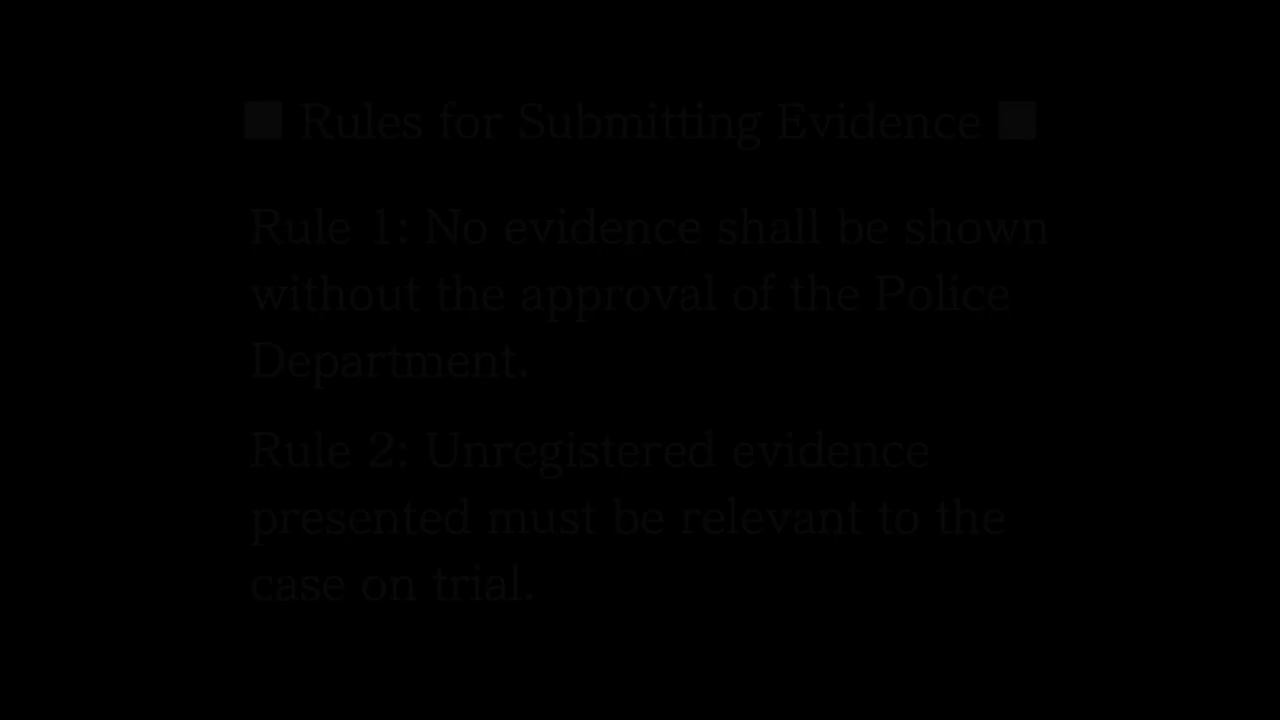 ■ Rules for Submitting Evidence ■
Rule 1: No evidence shall be shown
without the approval of the Police
Department.
Rule 2: Unregistered evidence
presented must be relevant to the
case on trial.